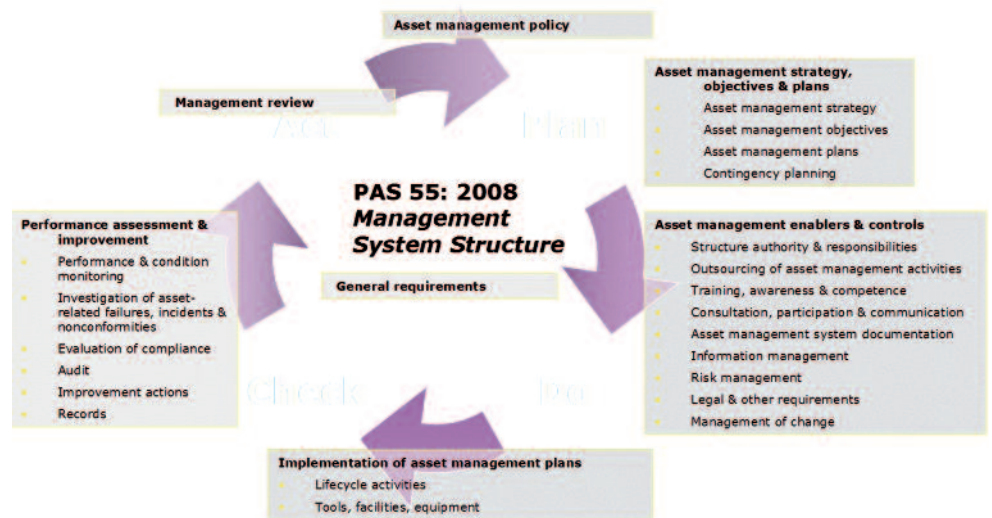 Asset management policy
Management review
Act
Plan
Asset management strategy,
objectives & plans
Asset management strategy
Asset management objectives
Asset management plans
Contingency planning
PAS 55: 2008
Management
System Structure
General requirements
Performance assessment &
improvement
Performance & condition
monitoring
Investigation of asset-
related failures, incidents &
nonconformities
Evaluation of compliance
Audit
Improvement actions
Records
Asset management enablers & controls
Structure authority & responsibilities
Outsourcing of asset management activities
Training, awareness & competence
Consultation, participation & communication
Asset management system documentation
Information management
Risk management
Legal & other requirements
Management of change
Check
Do
Implementation of asset management plans
Lifecycle activities
Tools, facilities, equipment